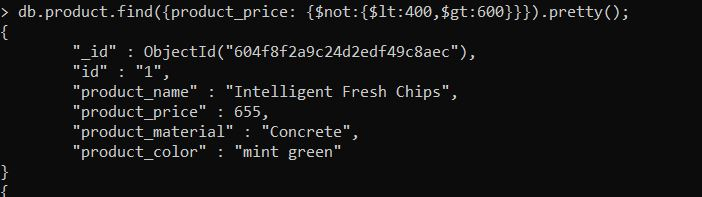 > db.product.find({product_price: {$not:{$lt:400,$gt:600}}}).pretty();
{
        "_id" : ObjectId("604f8f2a9c24d2edf49c8aec"),
        "id" : "1",
        "product_name" : "Intelligent Fresh Chips",
        "product_price" : 655,
        "product_material" : "Concrete",
        "product_color" : "mint green"
}
{